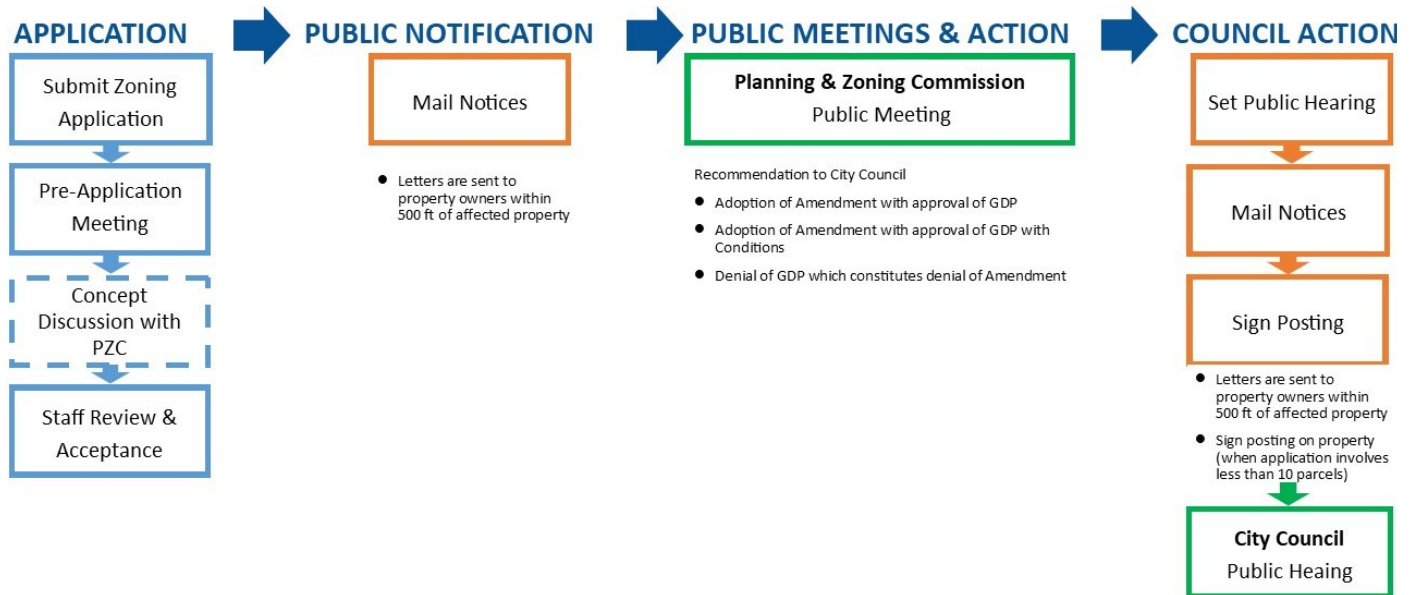 APPLICATION
Submit Zoning
Application
Pre-Application
Meeting
Concept
Discussion with
PZC
Staff Review &
Acceptance
PUBLIC NOTIFICATION
Mail Notices
● Letters are sent to
property owners within
500 ft of affected property
PUBLIC MEETINGS & ACTION
Planning & Zoning Commission
Public Meeting
Recommendation to City Council
● Adoption of Amendment with approval of GDP
● Adoption of Amendment with approval of GDP with
Conditions
● Denial of GDP which constitutes denial of Amendment
COUNCIL ACTION
Set Public Hearing
Mail Notices
Sign Posting
● Letters are sent to
property owners within
500 ft of affected property
● Sign posting on property
(when application involves
less than 10 parcels)
City Council
Public Heaing